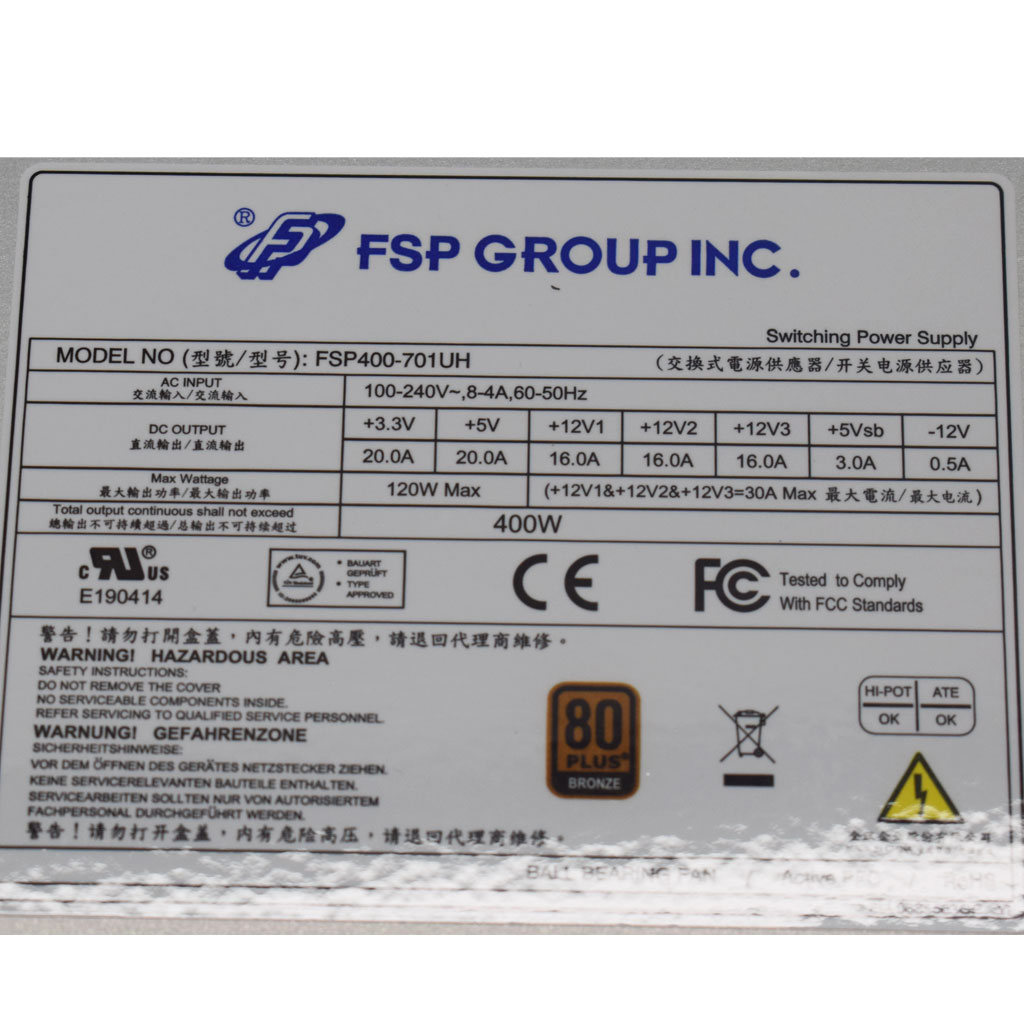 ® FSP GROUP INC.
Switching Power Supply
MODEL NO (型號/型号): FSP400-701UH
(交換式電源供應器/开关电源供应器)
AC INPUT
交流輸入/交流输入
100-240V~,8-4A,60-50Hz
DC OUTPUT
直流輸出/直流输出
+3.3V +5V +12V1 +12V2 +12V3 +5Vsb -12V
20.0A 20.0A 16.0A 16.0A 16.0A 3.0A 0.5A
Max Wattage
最大輸出功率/最大输出功率
120W Max
(+12V1&+12V2&+12V3=30A Max 最大電流/最大电流)
Total output continuous shall not exceed
總輸出不可持續超過/总输出不可持续超过
400W
c RU ® US
E190414
BAUART
GEPRÜFT
TYPE
APPROVED
CE
FC
Tested to Comply
With FCC Standards
警告！請勿打開盒蓋，內有危險高壓，請退回代理商維修。
WARNING! HAZARDOUS AREA
SAFETY INSTRUCTIONS:
DO NOT REMOVE THE COVER
NO SERVICEABLE COMPONENTS INSIDE.
REFER SERVICING TO QUALIFIED SERVICE PERSONNEL.
WARNUNG! GEFAHRENZONE
SICHERHEITSHINWEISE:
VOR DEM ÖFFNEN DES GERÄTES NETZSTECKER ZIEHEN.
KEINE SERVICERELEVANTEN BAUTEILE ENTHALTEN.
SERVICEARBEITEN SOLLTEN NUR VON AUTORISIERTEM
FACHPERSONAL DURCHGEFÜHRT WERDEN.
警告！请勿打开盒盖，内有危险高压，请退回代理商维修。
80
PLUS®
BRONZE
HI-POT ATE
OK OK
BALL BEARING FAN / Active PFC / RoHS